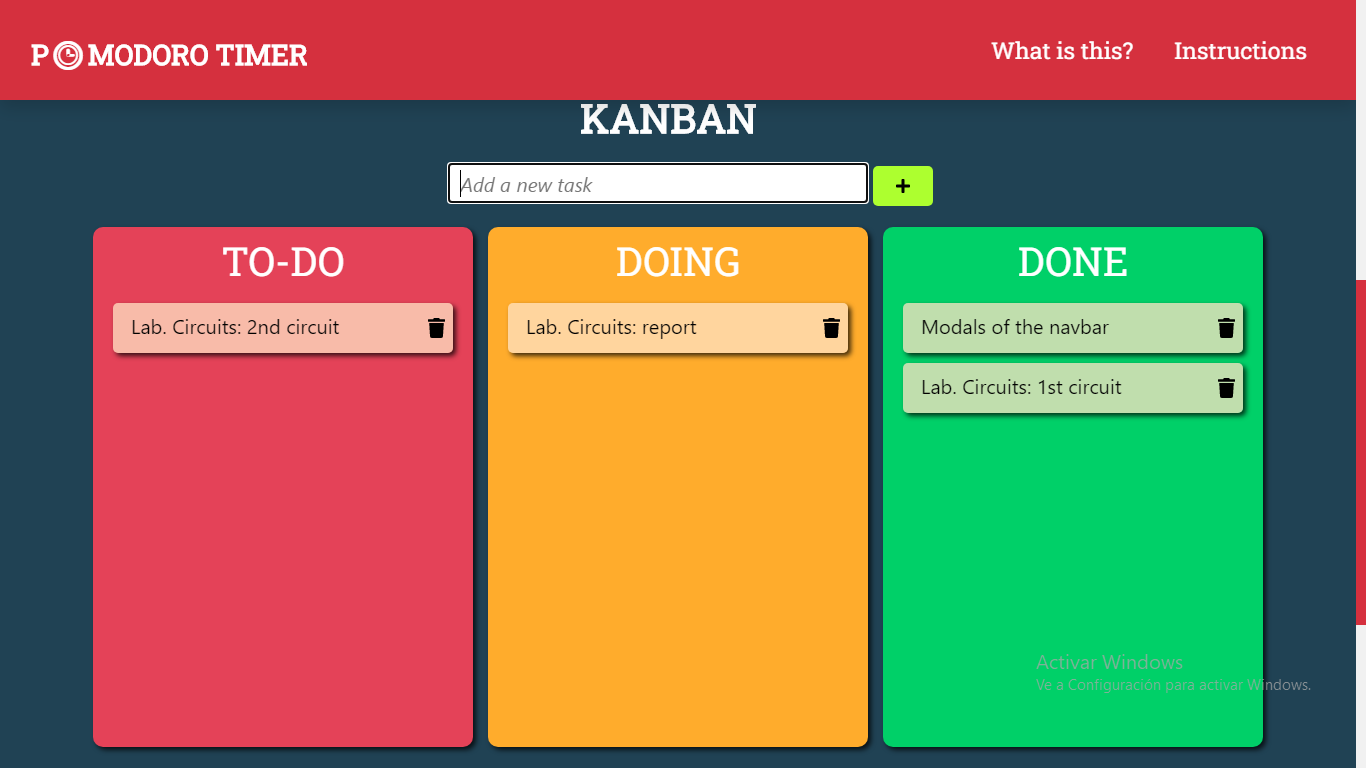 POMODORO TIMER
What is this?
Instructions
KANBAN
Add a new task
+
TO-DO
Lab. Circuits: 2nd circuit
DOING
Lab. Circuits: report
DONE
Modals of the navbar
Lab. Circuits: 1st circuit
Activar Windows
Ve a Configuración para activar Windows.